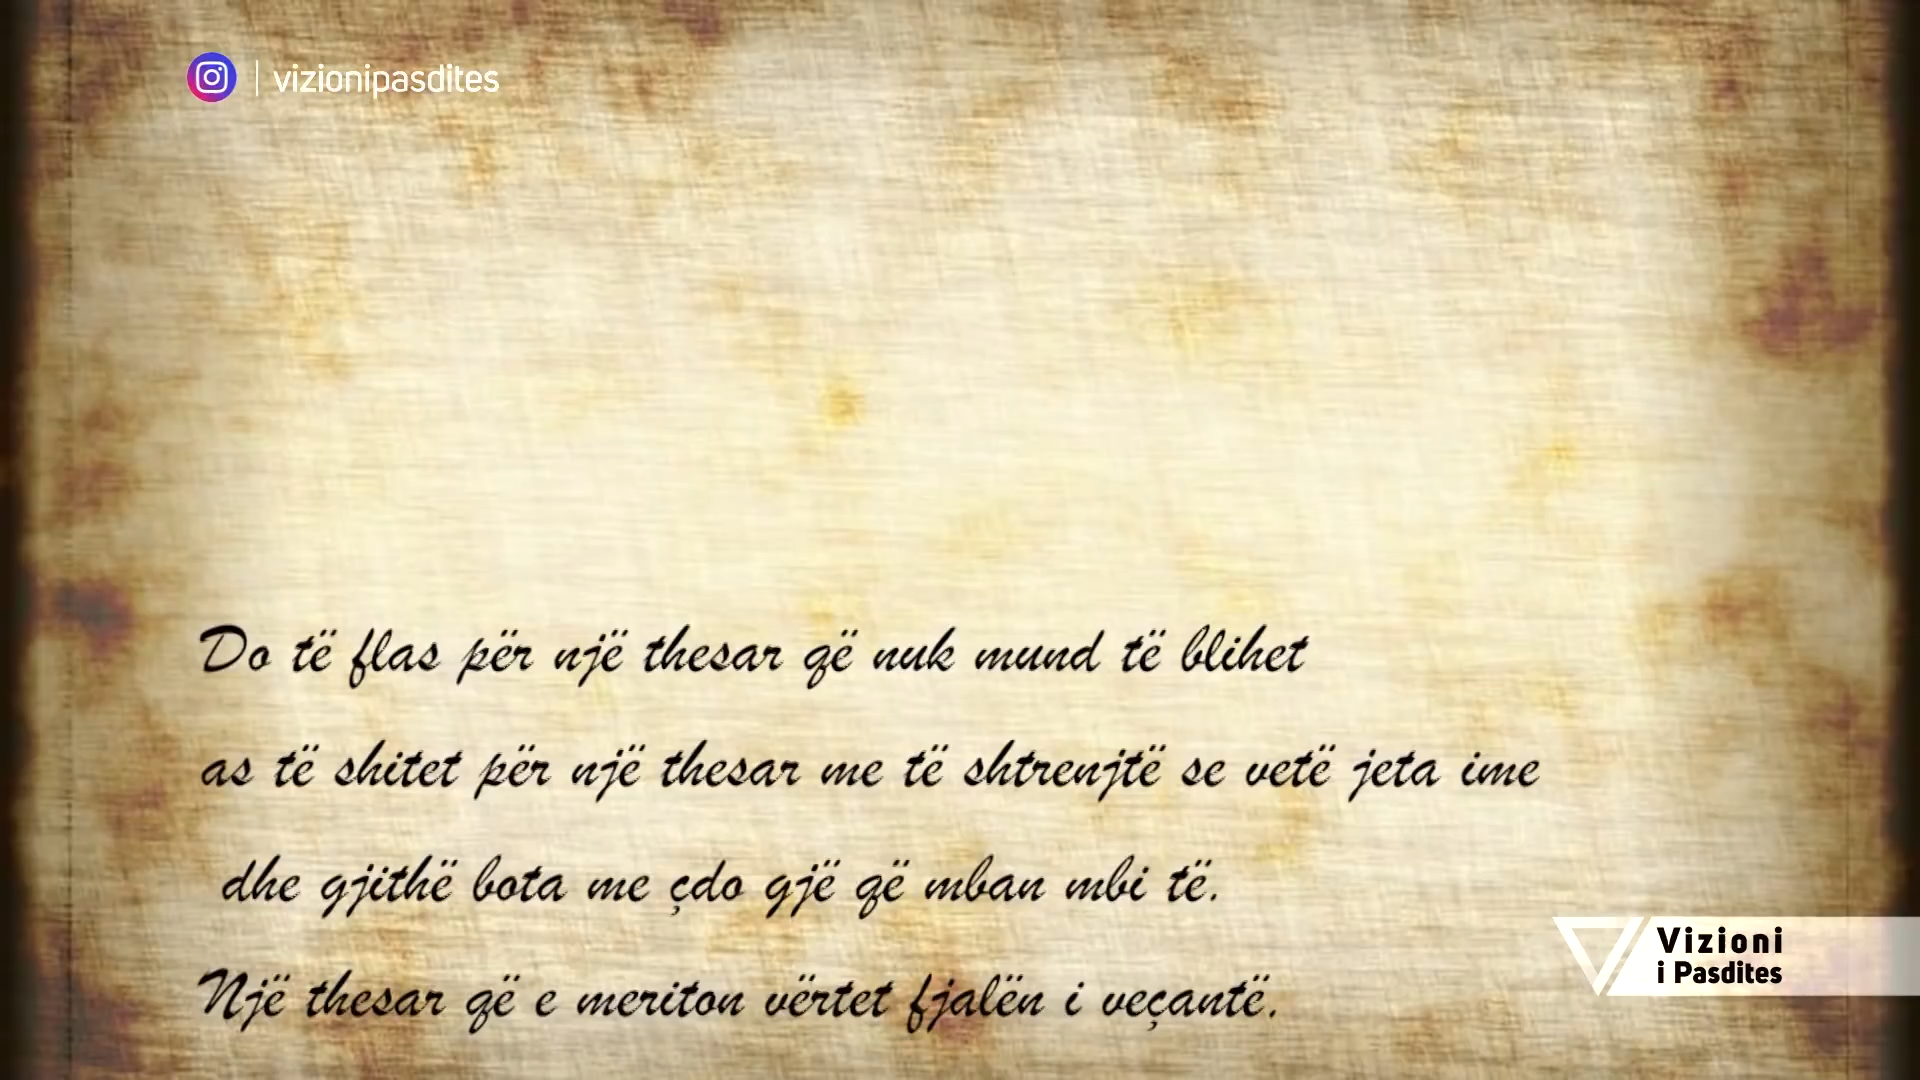 vizionipasdites
Do të flas për një thesar që nuk mund të blihet
as të shitet për një thesar me të shtrenjtë se vetë jeta ime
dhe gjithë bota me çdo gjë që mban mbi të.
Një thesar që e meriton vërtet fjalën i veçantë.
Vizioni
i Pasdites